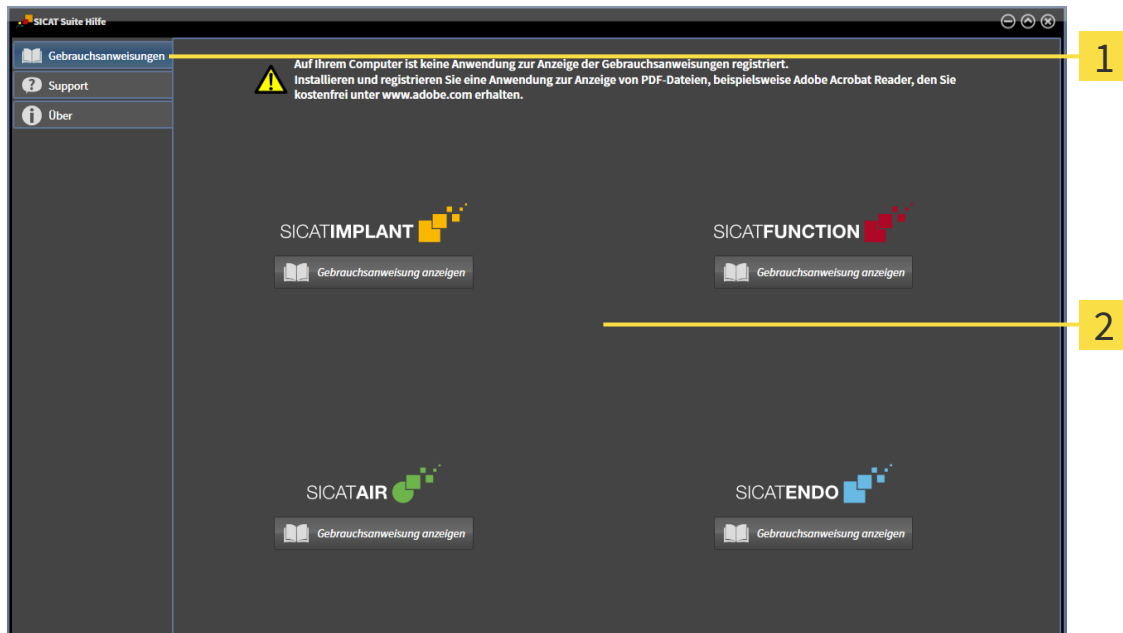 SICAT Suite Hilfe
Gebrauchsanweisungen
Support
Über
Auf Ihrem Computer ist keine Anwendung zur Anzeige der Gebrauchsanweisungen registriert.
Installieren und registrieren Sie eine Anwendung zur Anzeige von PDF-Dateien, beispielsweise Adobe Acrobat Reader, den Sie
kostenfrei unter www.adobe.com erhalten.
1
SICATIMPLANT
Gebrauchsanweisung anzeigen
SICATFUNCTION
Gebrauchsanweisung anzeigen
2
SICATAIR
Gebrauchsanweisung anzeigen
SICATENDO
Gebrauchsanweisung anzeigen